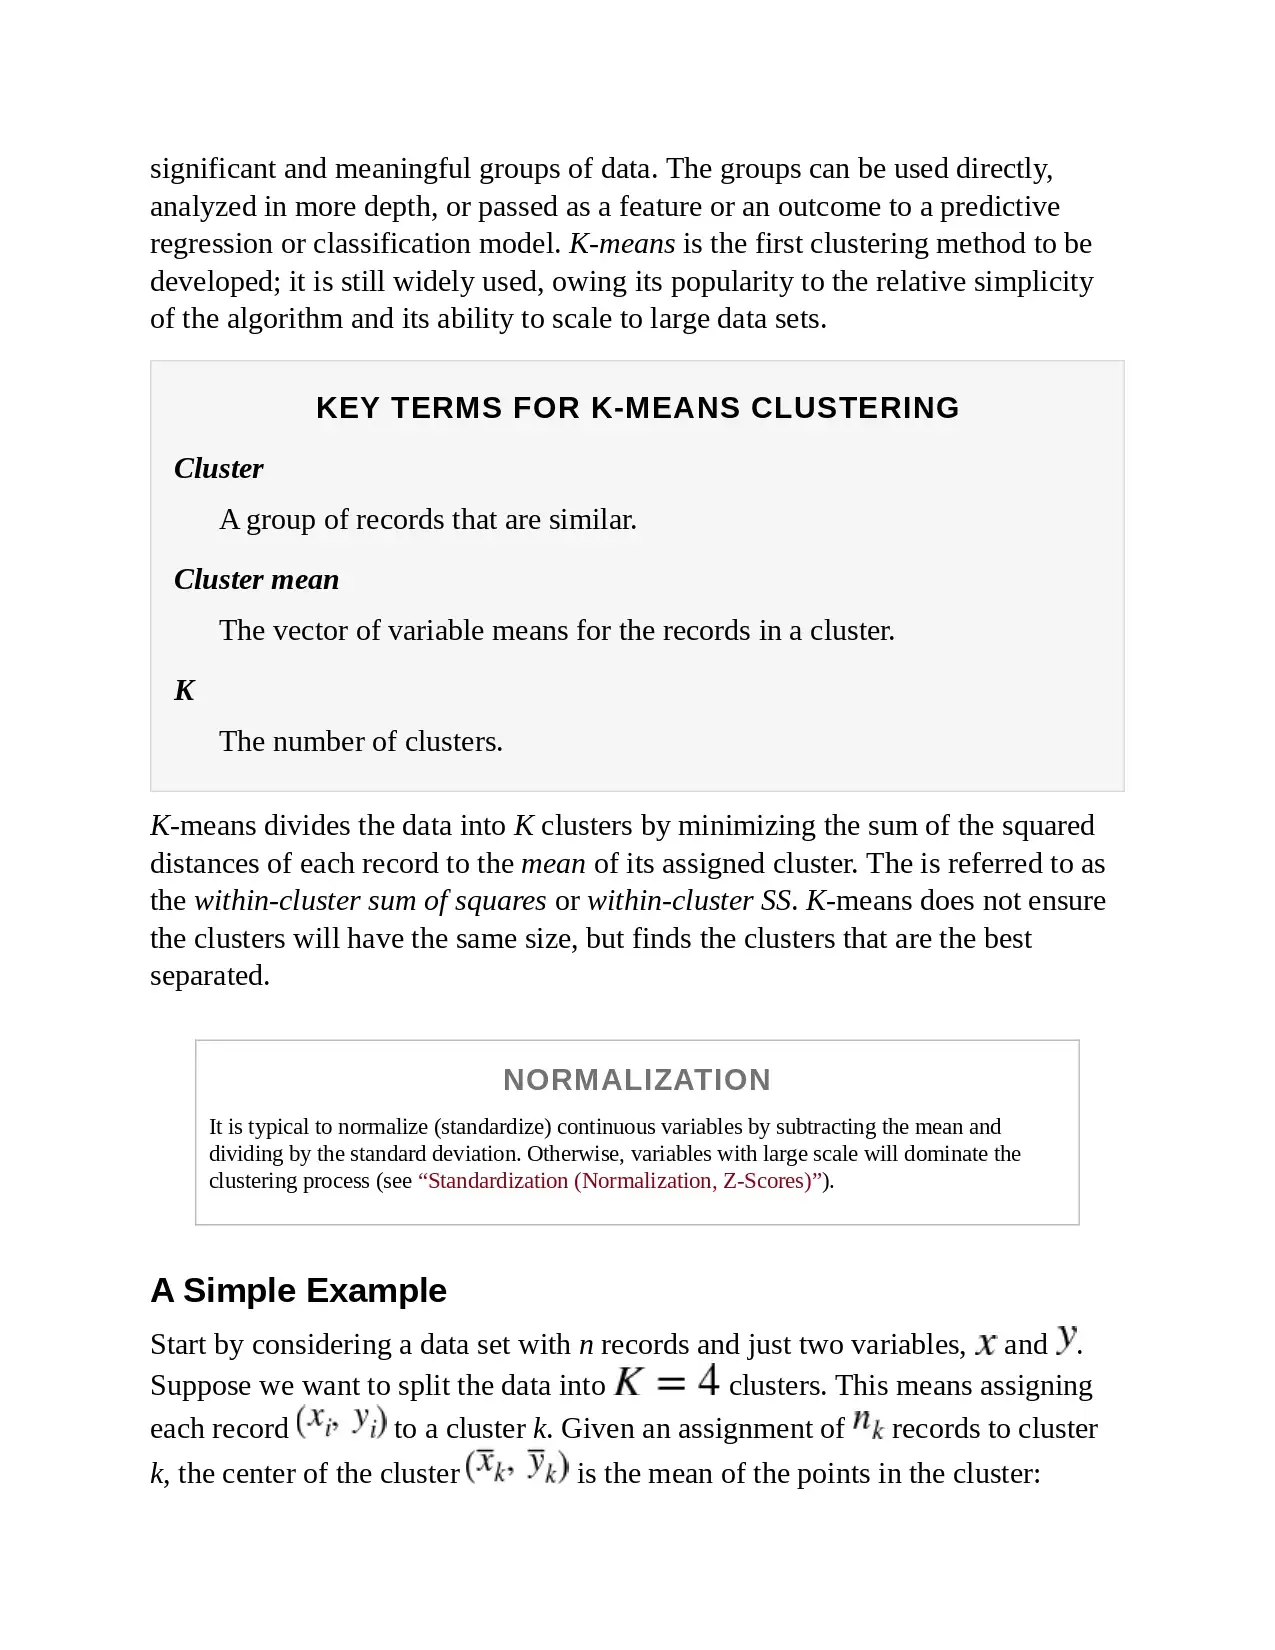 significant and meaningful groups of data. The groups can be used directly,
analyzed in more depth, or passed as a feature or an outcome to a predictive
regression or classification model. K-means is the first clustering method to be
developed; it is still widely used, owing its popularity to the relative simplicity
of the algorithm and its ability to scale to large data sets.
KEY TERMS FOR K-MEANS CLUSTERING
Cluster
A group of records that are similar.
Cluster mean
The vector of variable means for the records in a cluster.
K
The number of clusters.
K-means divides the data into K clusters by minimizing the sum of the squared
distances of each record to the mean of its assigned cluster. The is referred to as
the within-cluster sum of squares or within-cluster SS. K-means does not ensure
the clusters will have the same size, but finds the clusters that are the best
separated.
NORMALIZATION
It is typical to normalize (standardize) continuous variables by subtracting the mean and
dividing by the standard deviation. Otherwise, variables with large scale will dominate the
clustering process (see “Standardization (Normalization, Z-Scores)”).
A Simple Example
Start by considering a data set with n records and just two variables, x and y.
Suppose we want to split the data into K = 4 clusters. This means assigning
each record (xᵢ, yᵢ) to a cluster k. Given an assignment of nₖ records to cluster
k, the center of the cluster (x̄ₖ, ȳₖ) is the mean of the points in the cluster: